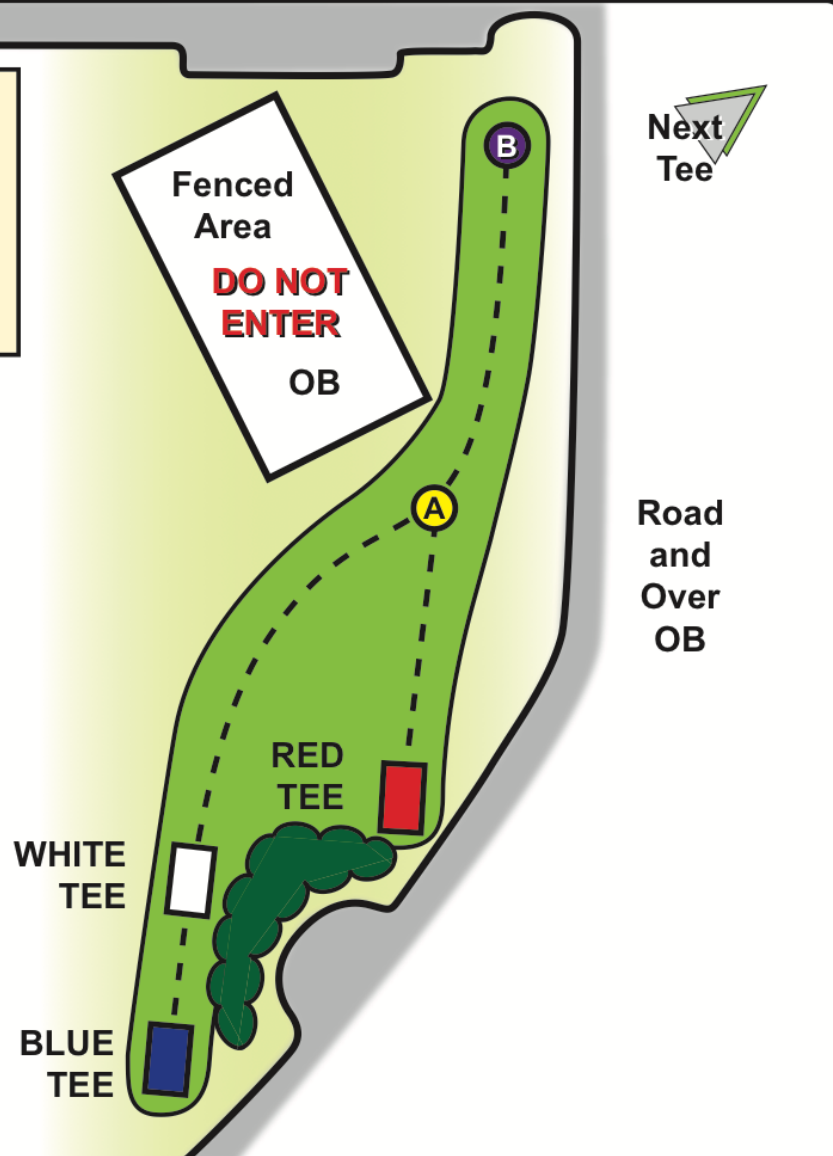 B
Next
Tee
Fenced
Area
DO NOT
ENTER
OB
A
Road
and
Over
OB
RED
TEE
WHITE
TEE
BLUE
TEE